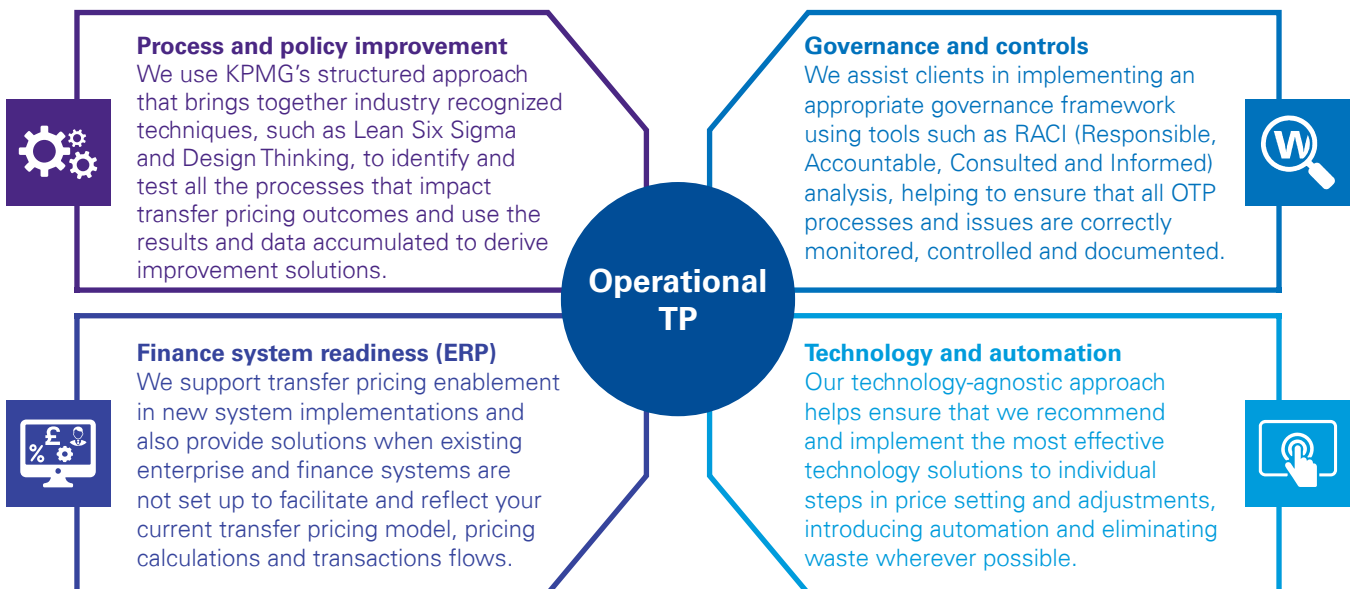 Process and policy improvement
We use KPMG's structured approach
that brings together industry recognized
techniques, such as Lean Six Sigma
and Design Thinking, to identify and
test all the processes that impact
transfer pricing outcomes and use the
results and data accumulated to derive
improvement solutions.
Governance and controls
We assist clients in implementing an
appropriate governance framework
using tools such as RACI (Responsible,
Accountable, Consulted and Informed)
analysis, helping to ensure that all OTP
processes and issues are correctly
monitored, controlled and documented.
W
Operational
TP
Finance system readiness (ERP)
We support transfer pricing enablement
in new system implementations and
also provide solutions when existing
enterprise and finance systems are
not set up to facilitate and reflect your
current transfer pricing model, pricing
calculations and transactions flows.
£
%
Technology and automation
Our technology-agnostic approach
helps ensure that we recommend
and implement the most effective
technology solutions to individual
steps in price setting and adjustments,
introducing automation and eliminating
waste wherever possible.